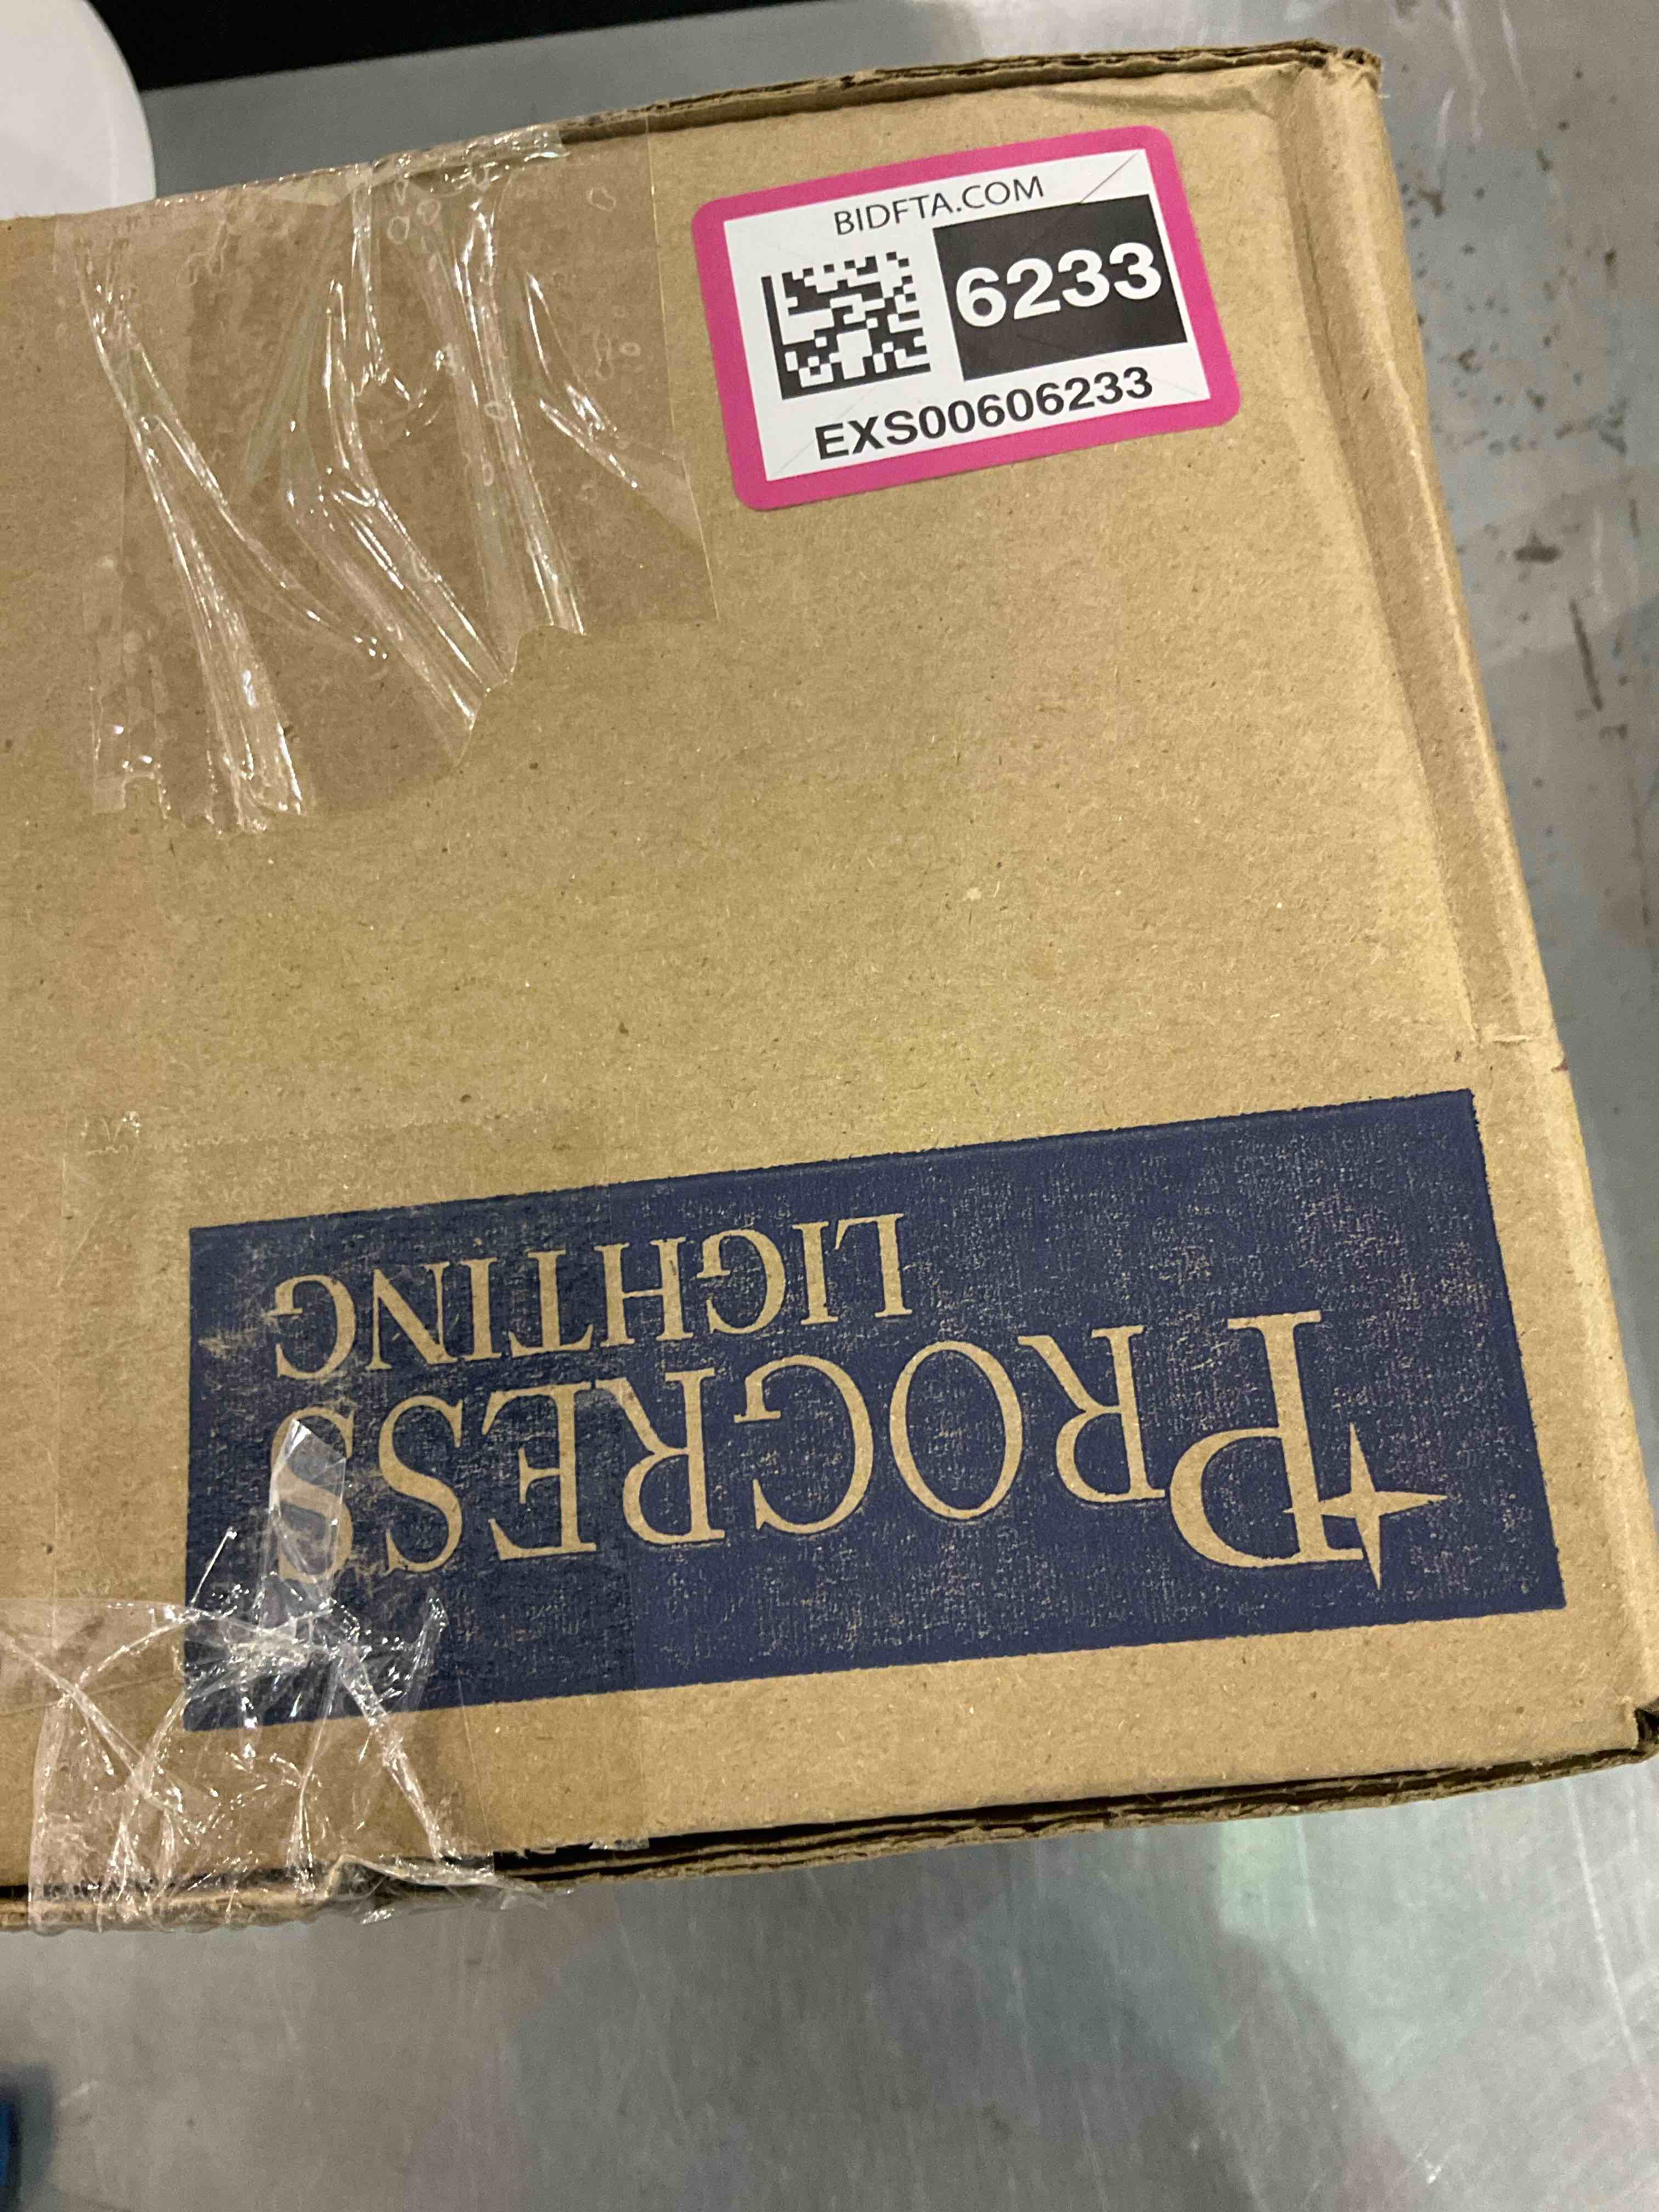 BIDFTA.COM
6233
EXS00606233
PROGRESS
LIGHTING